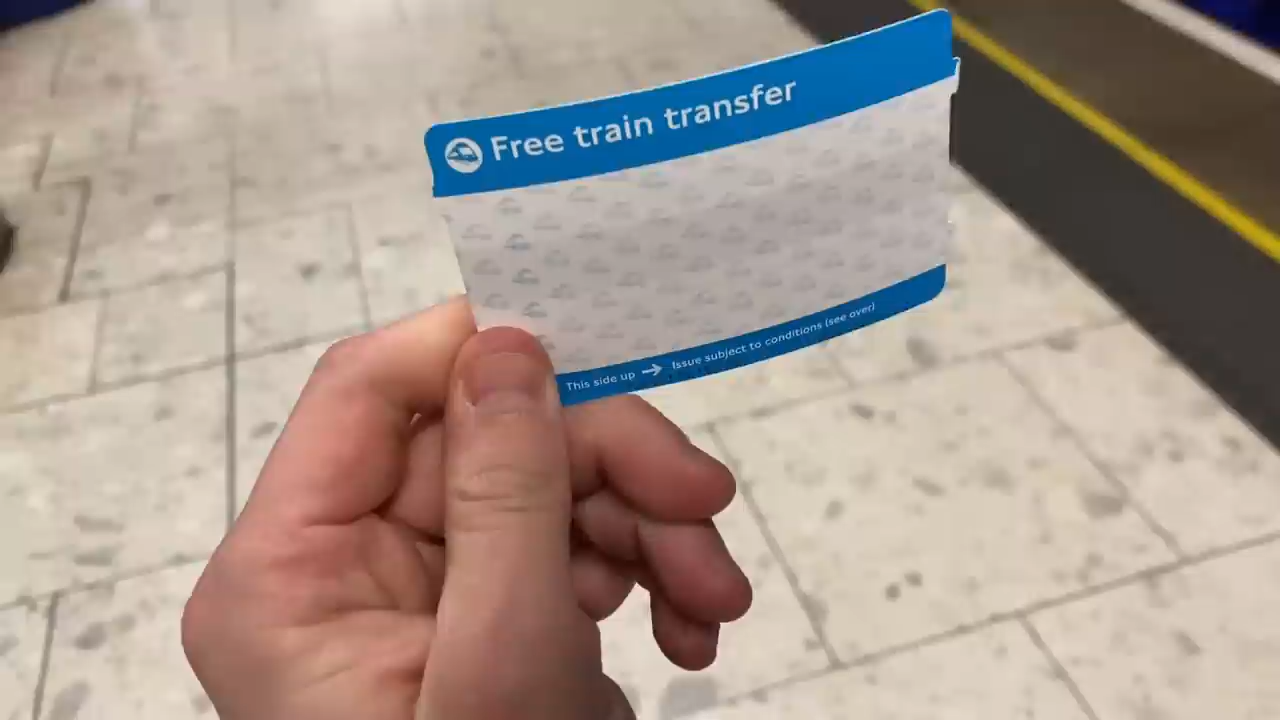 Free train transfer
This side up → Issue subject to conditions (see over)